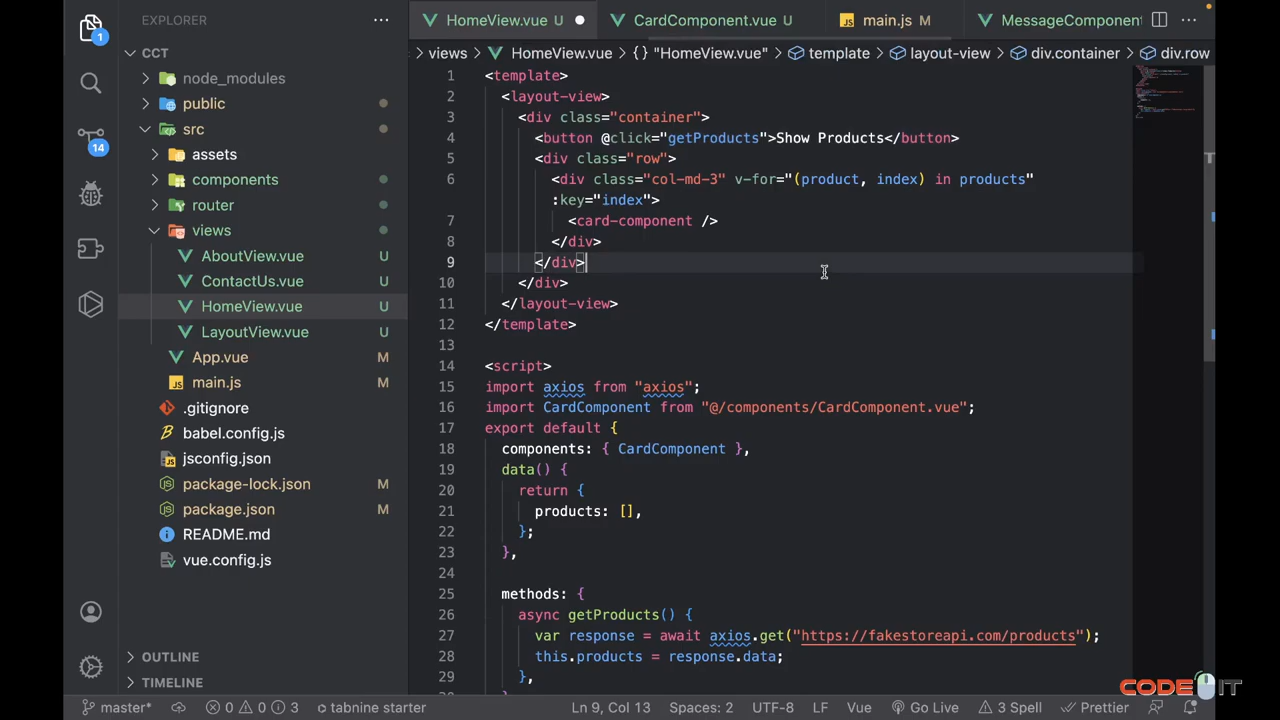 EXPLORER
HomeView.vue
CardComponent.vue U
main.js M
MessageComponent
1
CCT
views HomeView.vue {} "HomeView.vue" template layout-view div.container div.row
node_modules
public
src
assets
components
router
views
AboutView.vue U
ContactUs.vue U
HomeView.vue U
LayoutView.vue U
App.vue M
main.js M
.gitignore
babel.config.js
jsconfig.json
package-lock.json M
package.json M
README.md
vue.config.js
14
OUTLINE
TIMELINE
1 <template>
2 <layout-view>
3 <div class="container">
4 <button @click="getProducts">Show Products</button>
5 <div class="row">
6 <div class="col-md-3" v-for="(product, index) in products"
:key="index">
7 <card-component />
8 </div>
9 </div>
10 </div>
11 </layout-view>
12 </template>
13
14 <script>
15 import axios from "axios";
16 import CardComponent from "@/components/CardComponent.vue";
17 export default {
18 components: { CardComponent },
19 data() {
20 return {
21 products: [],
22 };
23 },
24
25 methods: {
26 async getProducts() {
27 var response = await axios.get("https://fakestoreapi.com/products");
28 this.products = response.data;
29 },
CODE IT
master* 0 0 3 tabnine starter Ln 9, Col 13 Spaces: 2 UTF-8 LF Vue Go Live 3 Spell Prettier